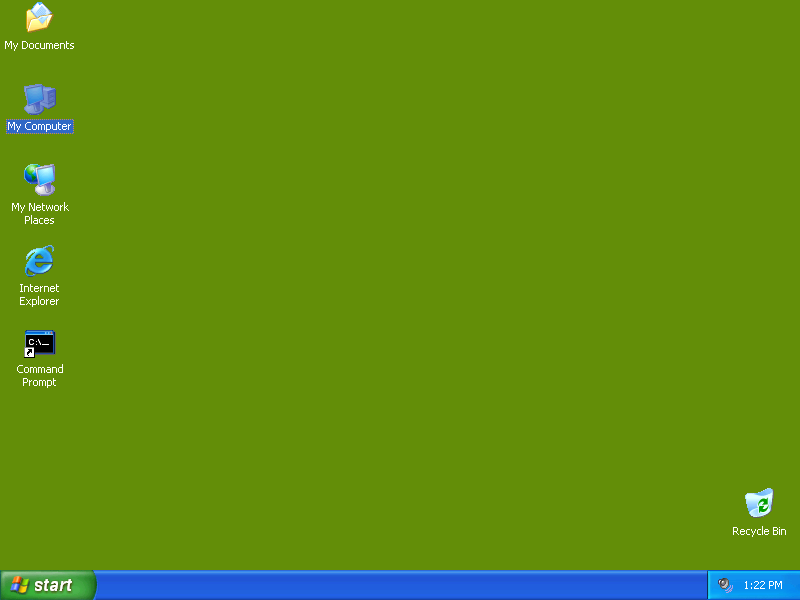 My Documents
My Computer
My Network
Places
Internet
Explorer
C:\_
Command
Prompt
Recycle Bin
start
1:22 PM